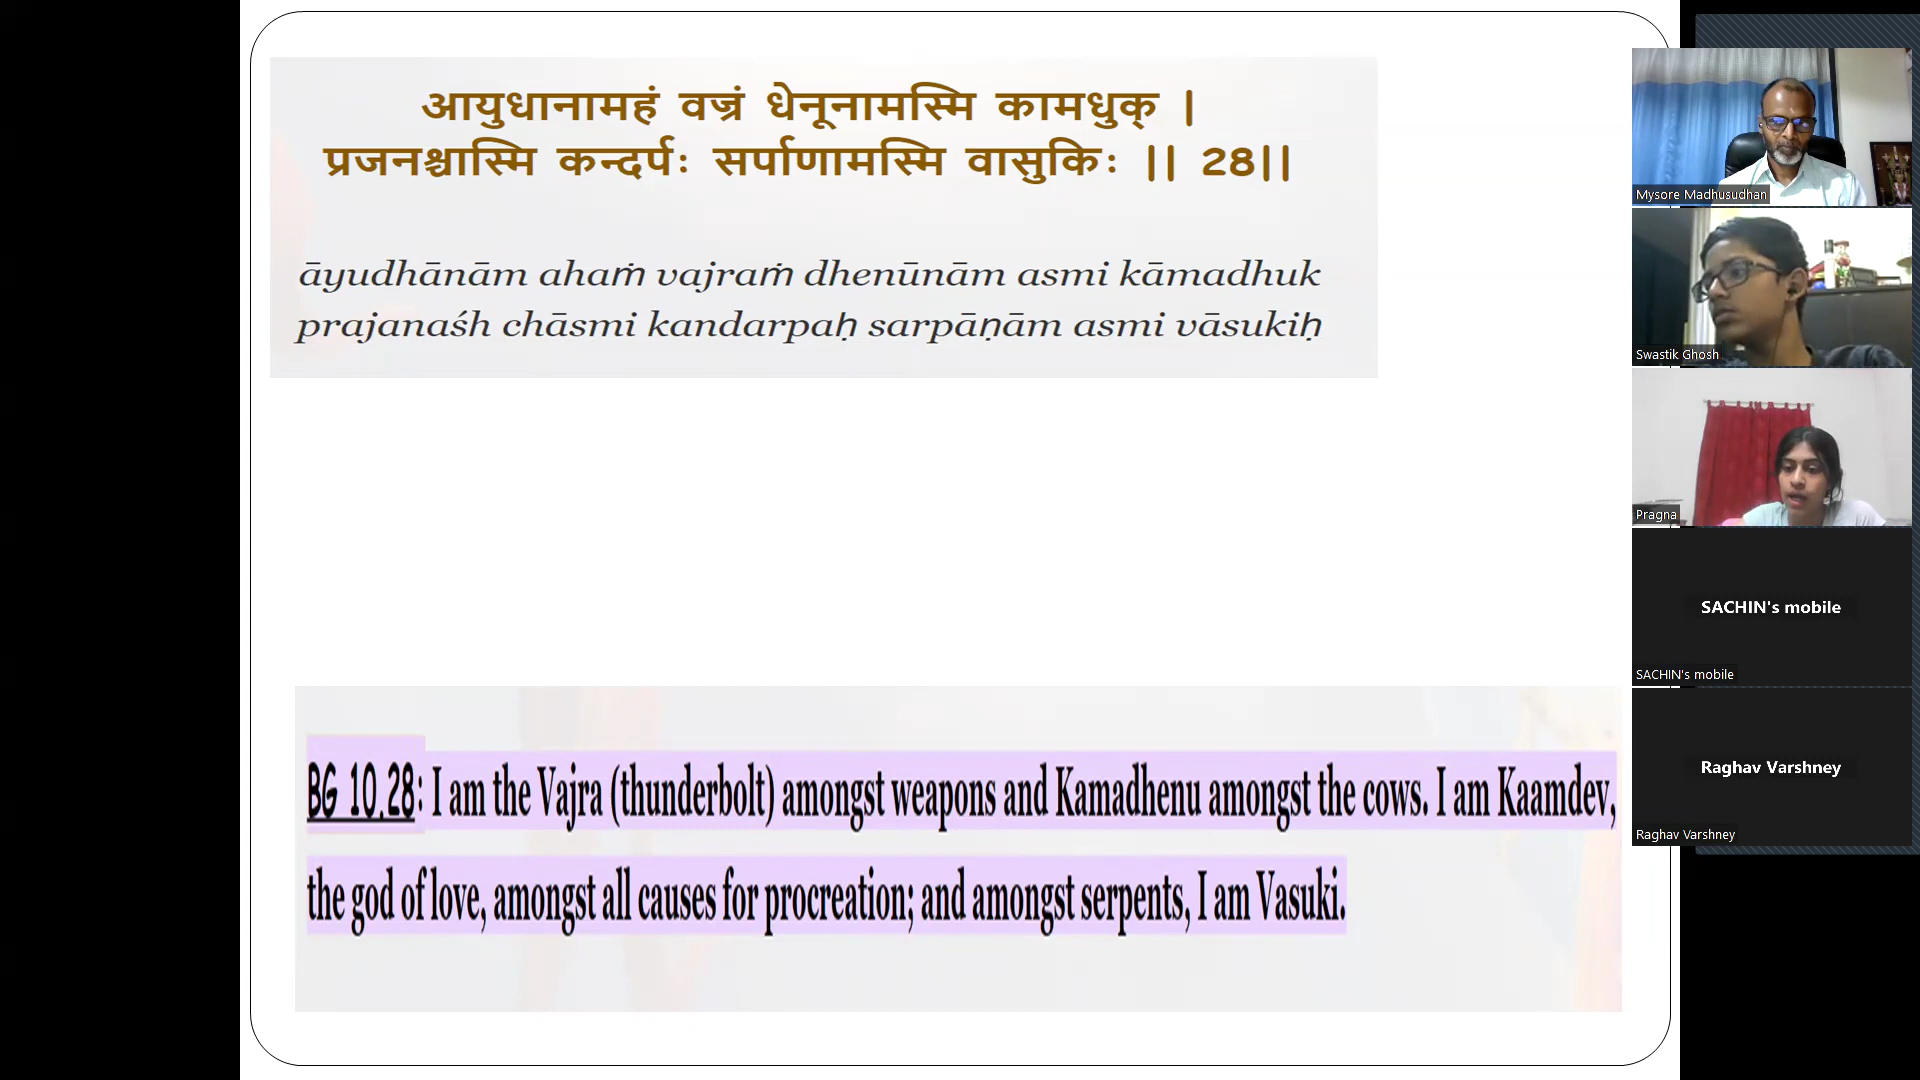 आयुधानामहं वज्रं धेनूनामस्मि कामधुक् |
प्रजनश्चास्मि कन्दर्पः सर्पाणामस्मि वासुकिः || 28||
āyudhānām ahaṁ vajraṁ dhenūnām asmi kāmadhuk
prajanaśh chāsmi kandarpaḥ sarpāṇām asmi vāsukiḥ
BG 10.28: I am the Vajra (thunderbolt) amongst weapons and Kamadhenu amongst the cows. I am Kaamdev,
the god of love, amongst all causes for procreation; and amongst serpents, I am Vasuki.
Mysore Madhusudhan
Swastik Ghosh
Pragna
SACHIN's mobile
SACHIN's mobile
Raghav Varshney
Raghav Varshney